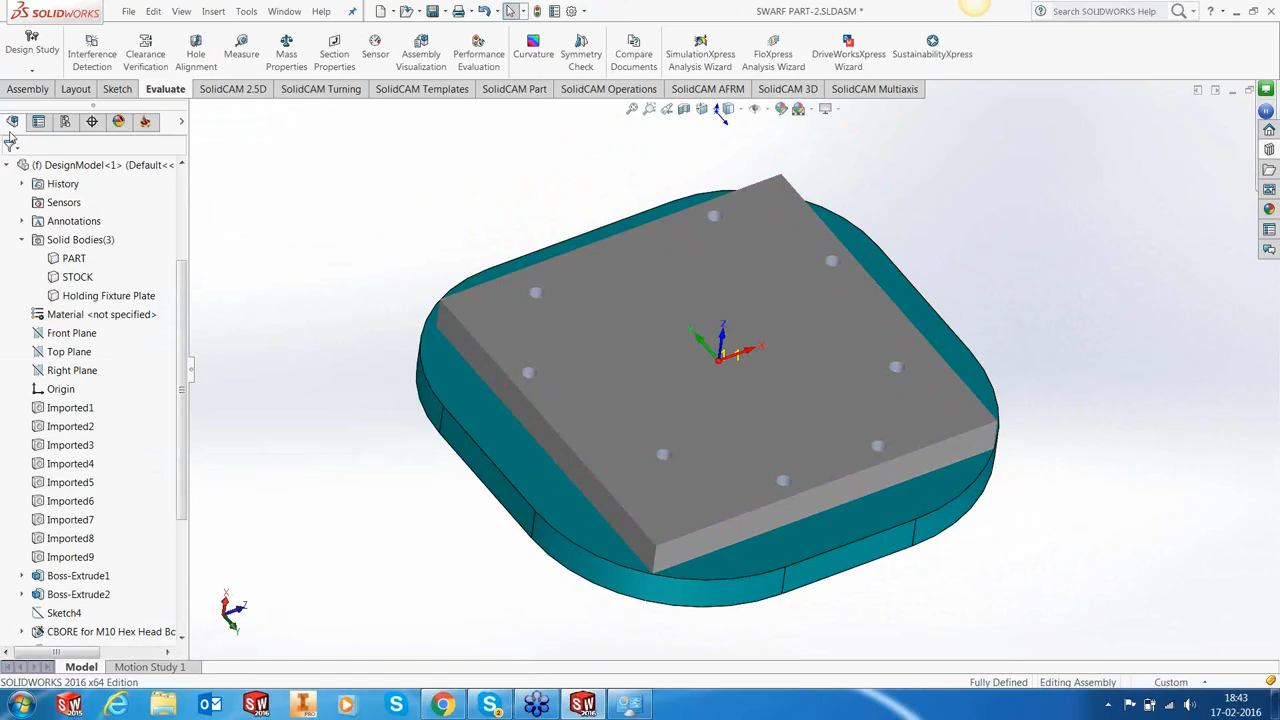 SOLIDWORKS File Edit View Insert Tools Window Help SWARF PART-2.SLDASM * Search SOLIDWORKS Help
Design Study
Interference Detection
Clearance Verification
Hole Alignment
Measure
Mass Properties
Section Properties
Sensor
Assembly Visualization
Performance Evaluation
Curvature
Symmetry Check
Compare Documents
SimulationXpress Analysis Wizard
FloXpress Analysis Wizard
DriveWorksXpress Wizard
SustainabilityXpress
Assembly Layout Sketch Evaluate SolidCAM 2.5D SolidCAM Turning SolidCAM Templates SolidCAM Part SolidCAM Operations SolidCAM AFRM SolidCAM 3D SolidCAM Multiaxis
(f) DesignModel<1> (Default<<
History
Sensors
Annotations
Solid Bodies(3)
PART
STOCK
Holding Fixture Plate
Material <not specified>
Front Plane
Top Plane
Right Plane
Origin
Imported1
Imported2
Imported3
Imported4
Imported5
Imported6
Imported7
Imported8
Imported9
Boss-Extrude1
Boss-Extrude2
Sketch4
CBORE for M10 Hex Head Bc
Z
X
X
Z
Y
Model Motion Study 1
SOLIDWORKS 2016 x64 Edition Fully Defined Editing Assembly Custom
18:43
17-02-2016